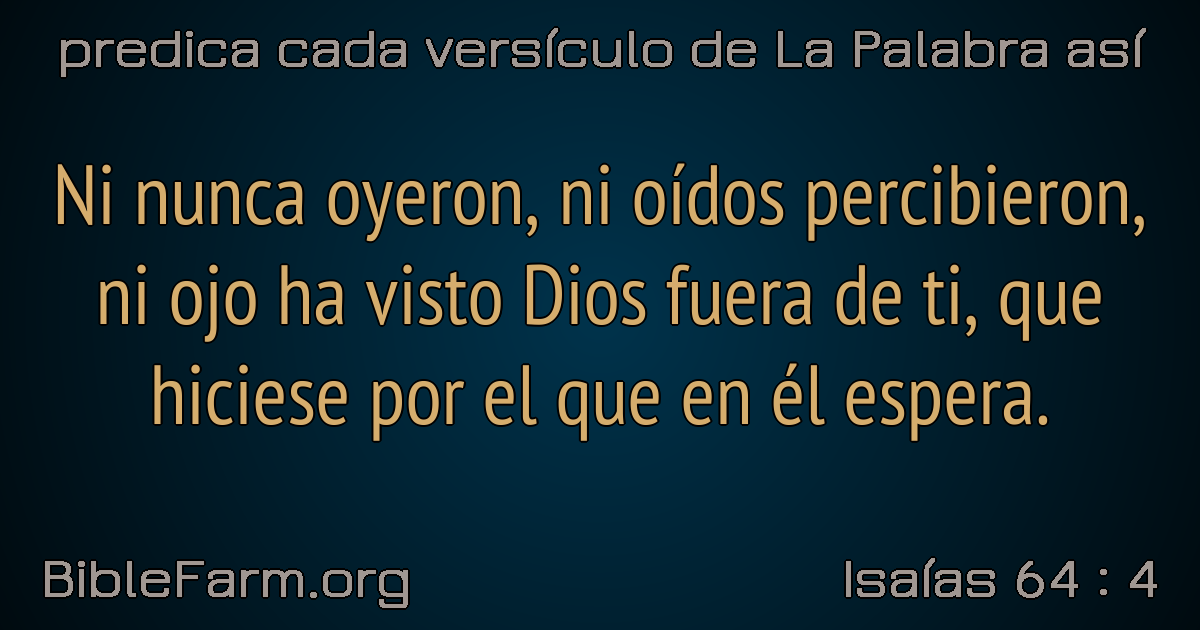 predica cada versículo de La Palabra así
Ni nunca oyeron, ni oídos percibieron,
ni ojo ha visto Dios fuera de ti, que
hiciese por el que en él espera.
BibleFarm.org
Isaías 64 : 4